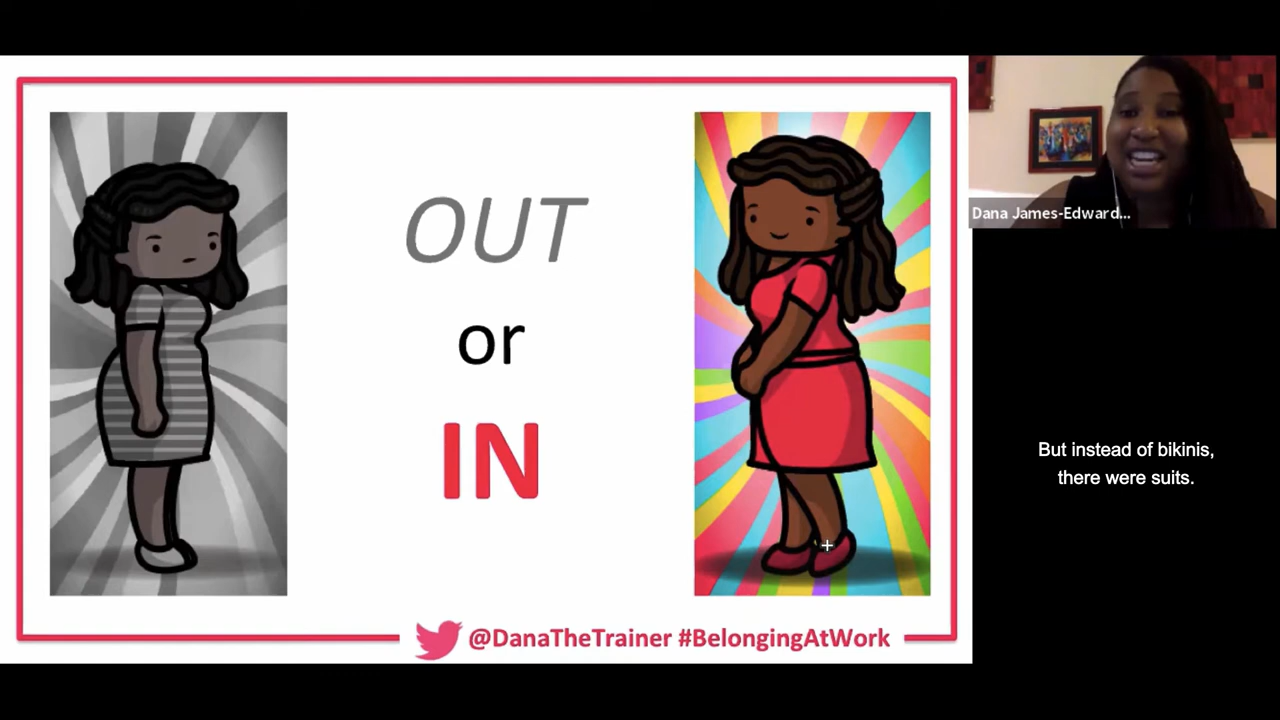 OUT
or
IN
@DanaTheTrainer #BelongingAtWork
Dana James-Edward...
But instead of bikinis,
there were suits.